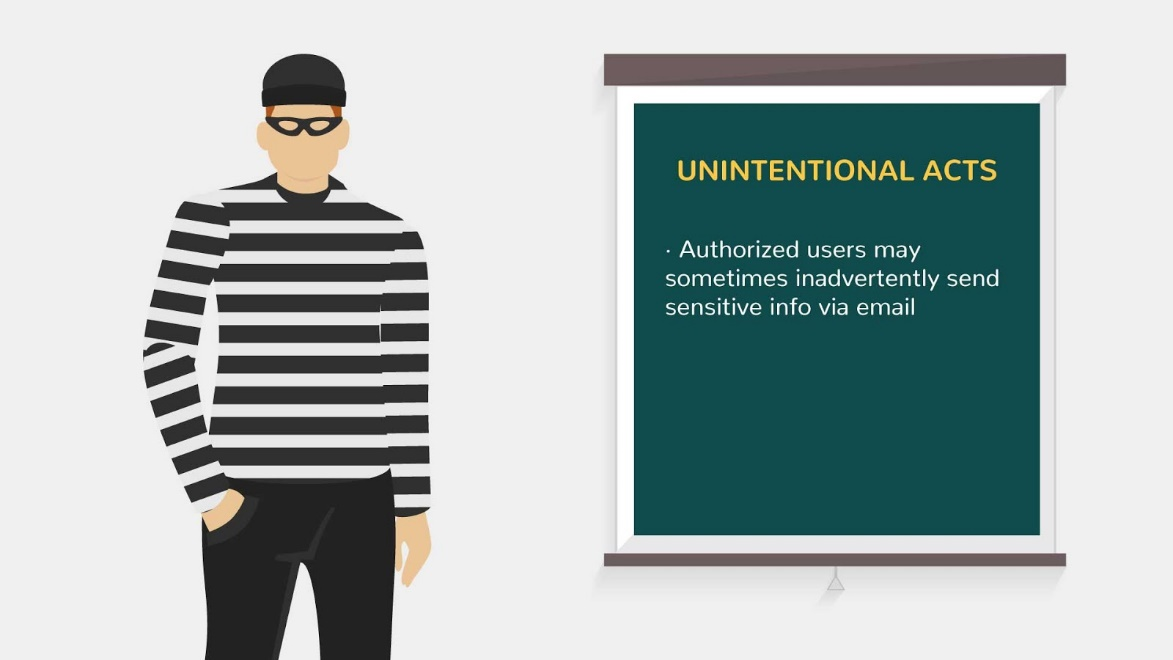 UNINTENTIONAL ACTS
· Authorized users may
sometimes inadvertently send
sensitive info via email